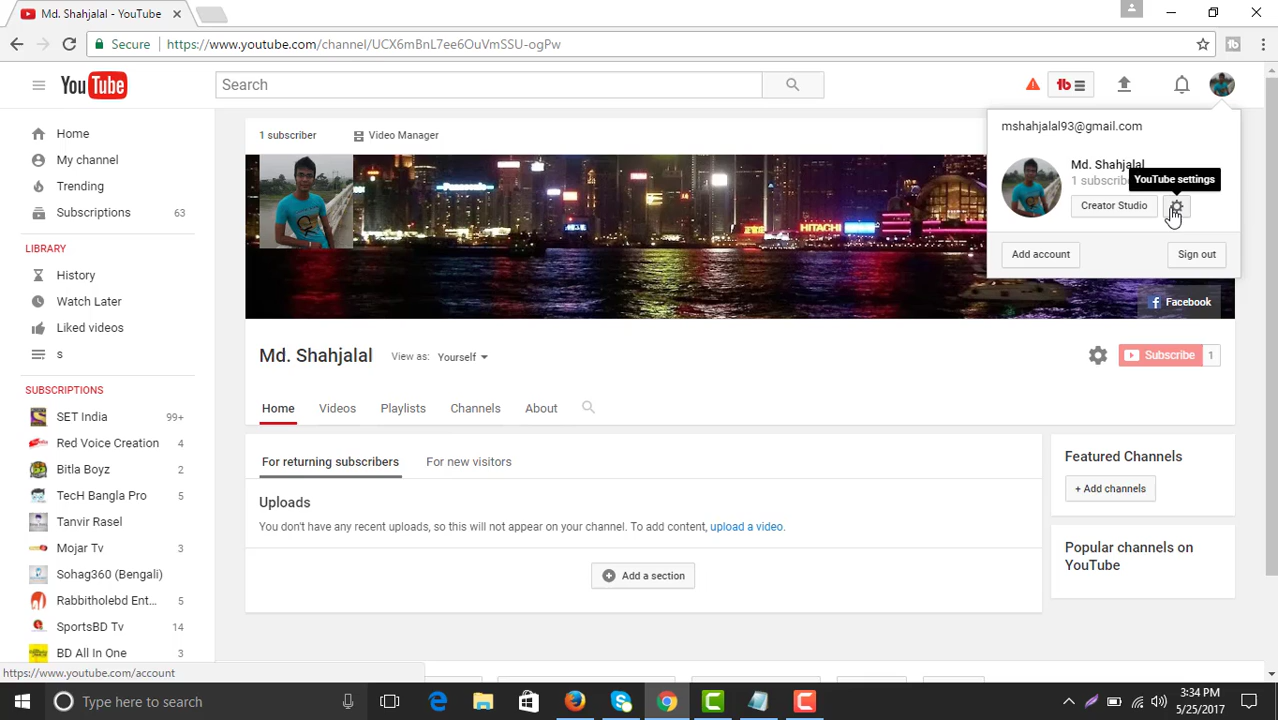 Md. Shahjalal - YouTube
Secure
https://www.youtube.com/channel/UCX6mBnL7ee6OuVmSSU-ogPw
YouTube
Search
Home
My channel
Trending
Subscriptions 63
LIBRARY
History
Watch Later
Liked videos
s
SUBSCRIPTIONS
SET India 99+
Red Voice Creation 4
Bitla Boyz 2
TecH Bangla Pro 5
Tanvir Rasel
Mojar Tv 3
Sohag360 (Bengali)
Rabbitholebd Ent... 5
SportsBD Tv 14
BD All In One 7
1 subscriber
Video Manager
Panasonic
HITACHI
mshahjalal93@gmail.com
Md. Shahjalal
YouTube settings
Creator Studio
Add account
Sign out
Facebook
Md. Shahjalal
View as: Yourself
Subscribe 1
Home
Videos
Playlists
Channels
About
For returning subscribers
For new visitors
Uploads
You don't have any recent uploads, so this will not appear on your channel. To add content, upload a video.
Add a section
Featured Channels
+ Add channels
Popular channels on
YouTube
https://www.youtube.com/account
Type here to search
3:34 PM
5/25/2017